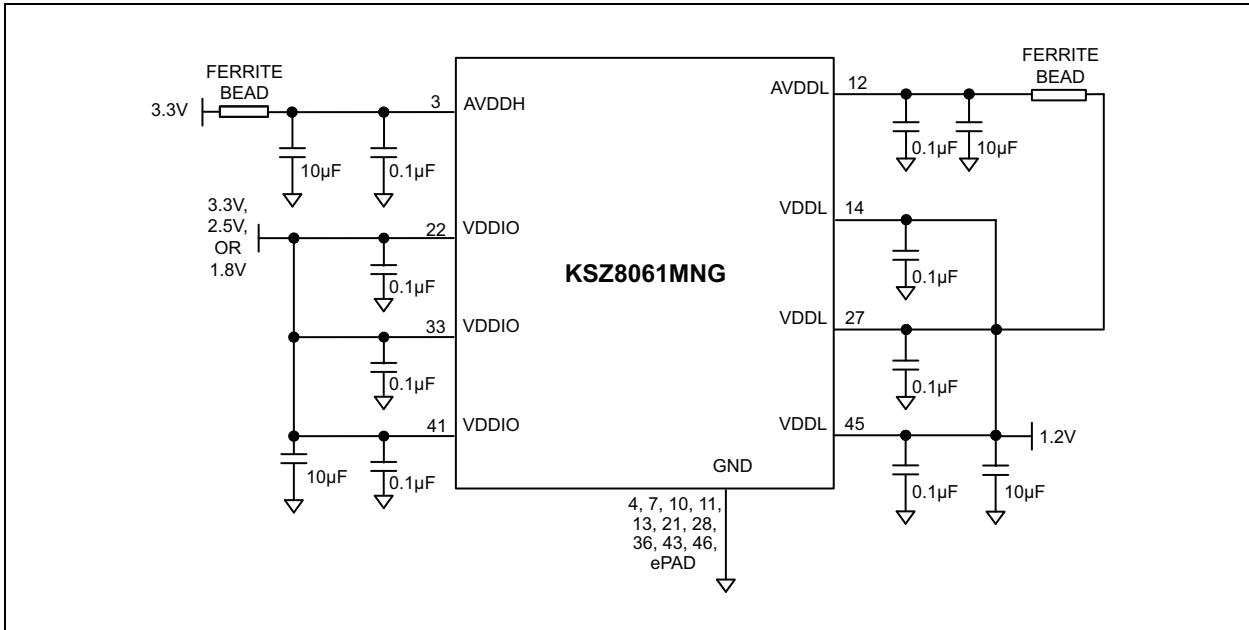 FERRITE
BEAD
3.3V
3
AVDDH
10µF
0.1µF
3.3V,
2.5V,
OR
1.8V
22
VDDIO
0.1µF
33
VDDIO
0.1µF
41
VDDIO
10µF
0.1µF
KSZ8061MNG
GND
4, 7, 10, 11,
13, 21, 28,
36, 43, 46,
ePAD
FERRITE
BEAD
AVDDL
12
0.1µF
10µF
VDDL
14
0.1µF
VDDL
27
0.1µF
VDDL
45
1.2V
0.1µF
10µF